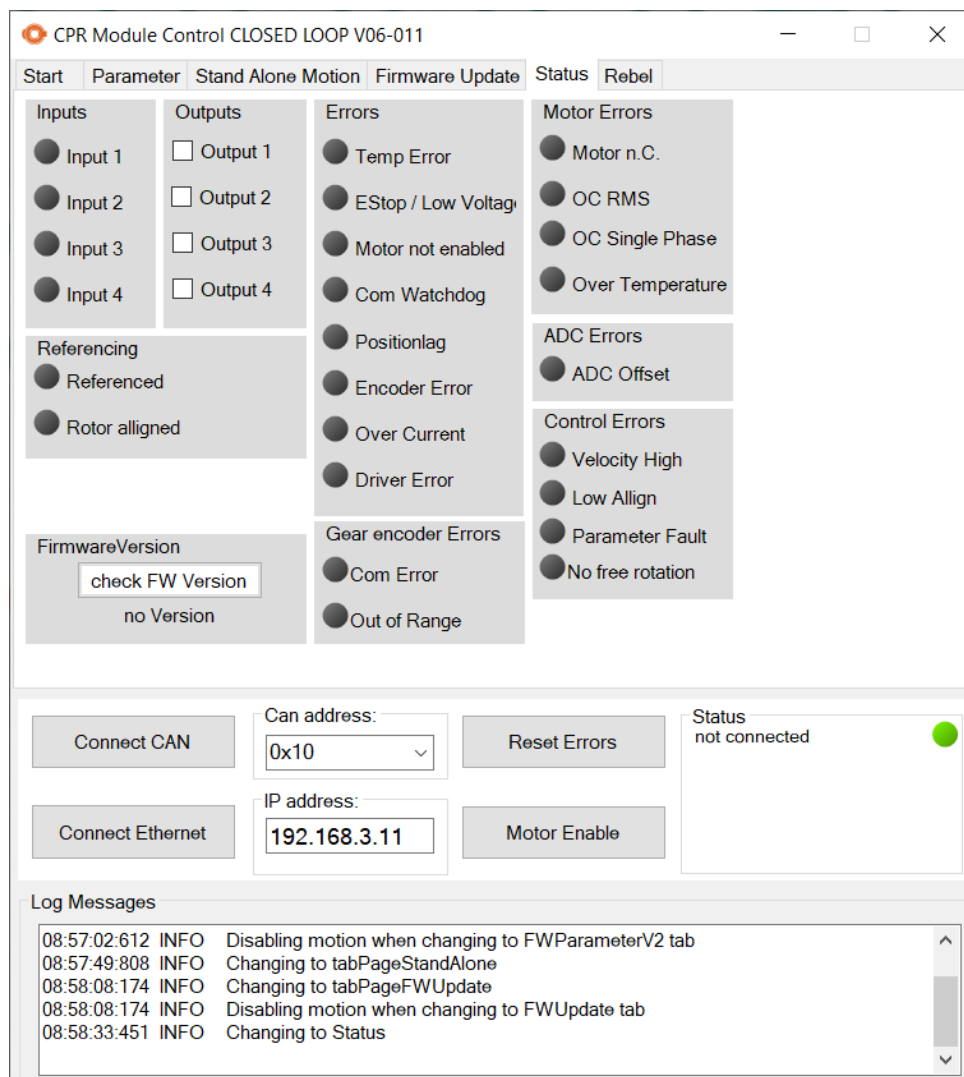 CPR Module Control CLOSED LOOP V06-011
Start Parameter Stand Alone Motion Firmware Update Status Rebel
Inputs
Input 1
Input 2
Input 3
Input 4
Outputs
Output 1
Output 2
Output 3
Output 4
Referencing
Referenced
Rotor alligned
FirmwareVersion
check FW Version
no Version
Errors
Temp Error
EStop / Low Voltag
Motor not enabled
Com Watchdog
Positionlag
Encoder Error
Over Current
Driver Error
Gear encoder Errors
Com Error
Out of Range
Motor Errors
Motor n.C.
OC RMS
OC Single Phase
Over Temperature
ADC Errors
ADC Offset
Control Errors
Velocity High
Low Allign
Parameter Fault
No free rotation
Connect CAN
Can address:
0x10
Reset Errors
Status
not connected
Connect Ethernet
IP address:
192.168.3.11
Motor Enable
Log Messages
08:57:02:612 INFO Disabling motion when changing to FWParameterV2 tab
08:57:49:808 INFO Changing to tabPageStandAlone
08:58:08:174 INFO Changing to tabPageFWUpdate
08:58:08:174 INFO Disabling motion when changing to FWUpdate tab
08:58:33:451 INFO Changing to Status